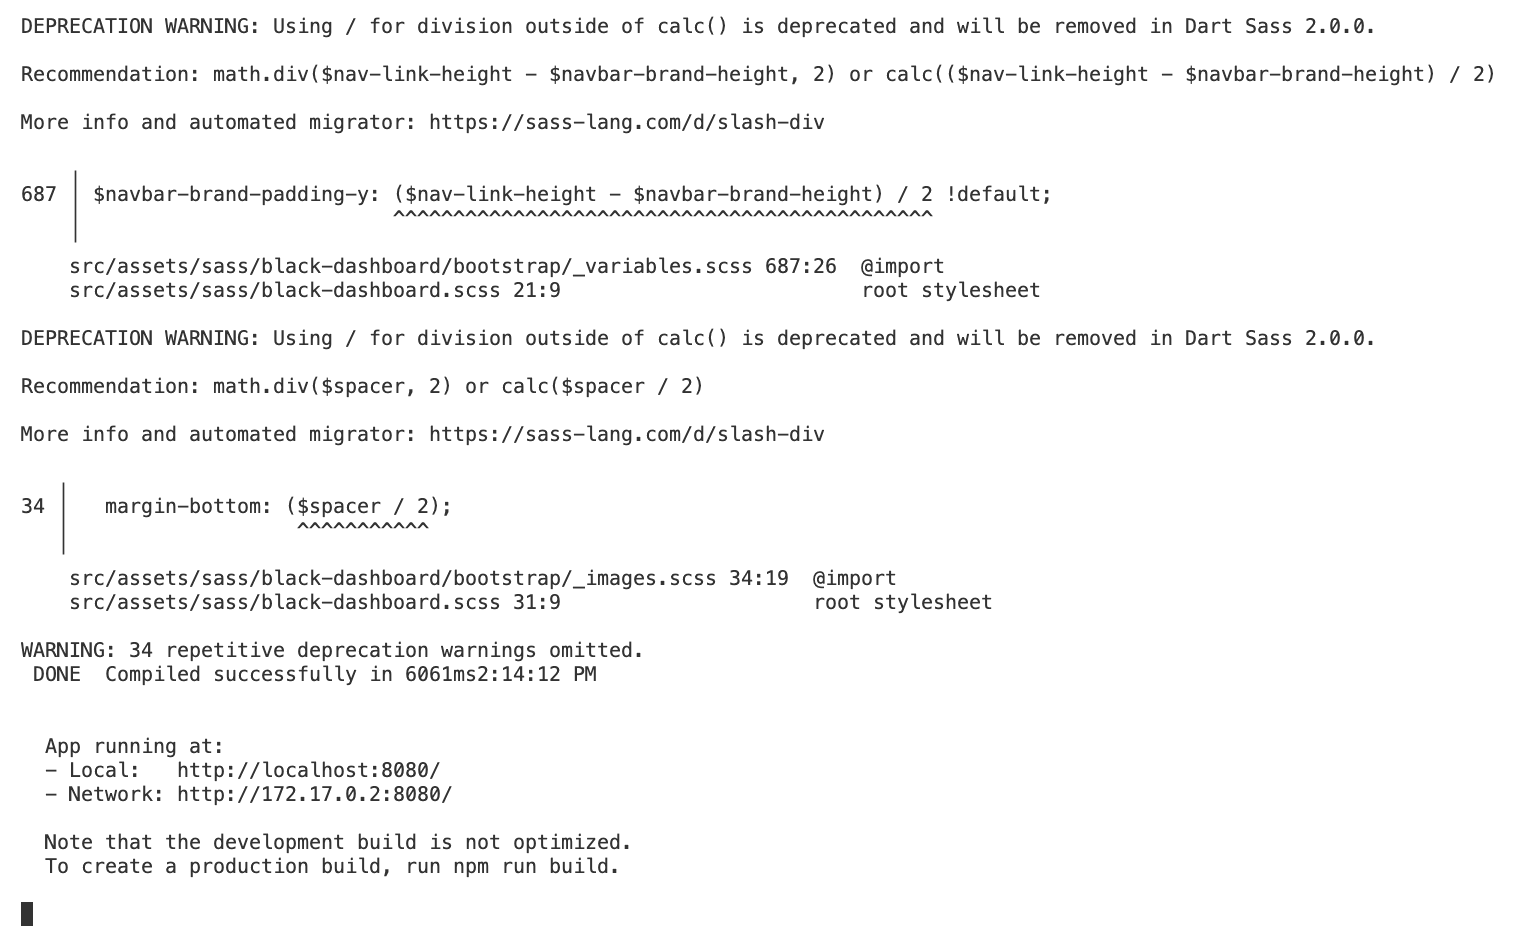 DEPRECATION WARNING: Using / for division outside of calc() is deprecated and will be removed in Dart Sass 2.0.0.
Recommendation: math.div($nav-link-height - $navbar-brand-height, 2) or calc(($nav-link-height - $navbar-brand-height) / 2)
More info and automated migrator: https://sass-lang.com/d/slash-div
687 │ $navbar-brand-padding-y: ($nav-link-height - $navbar-brand-height) / 2 !default;
│ ^^^^^^^^^^^^^^^^^^^^^^^^^^^^^^^^^^^^^^^^^^^^^
src/assets/sass/black-dashboard/bootstrap/_variables.scss 687:26  @import
src/assets/sass/black-dashboard.scss 21:9                         root stylesheet
DEPRECATION WARNING: Using / for division outside of calc() is deprecated and will be removed in Dart Sass 2.0.0.
Recommendation: math.div($spacer, 2) or calc($spacer / 2)
More info and automated migrator: https://sass-lang.com/d/slash-div
34 │   margin-bottom: ($spacer / 2);
│                   ^^^^^^^^^^^
src/assets/sass/black-dashboard/bootstrap/_images.scss 34:19  @import
src/assets/sass/black-dashboard.scss 31:9                     root stylesheet
WARNING: 34 repetitive deprecation warnings omitted.
DONE  Compiled successfully in 6061ms2:14:12 PM
App running at:
- Local:   http://localhost:8080/
- Network: http://172.17.0.2:8080/
Note that the development build is not optimized.
To create a production build, run npm run build.